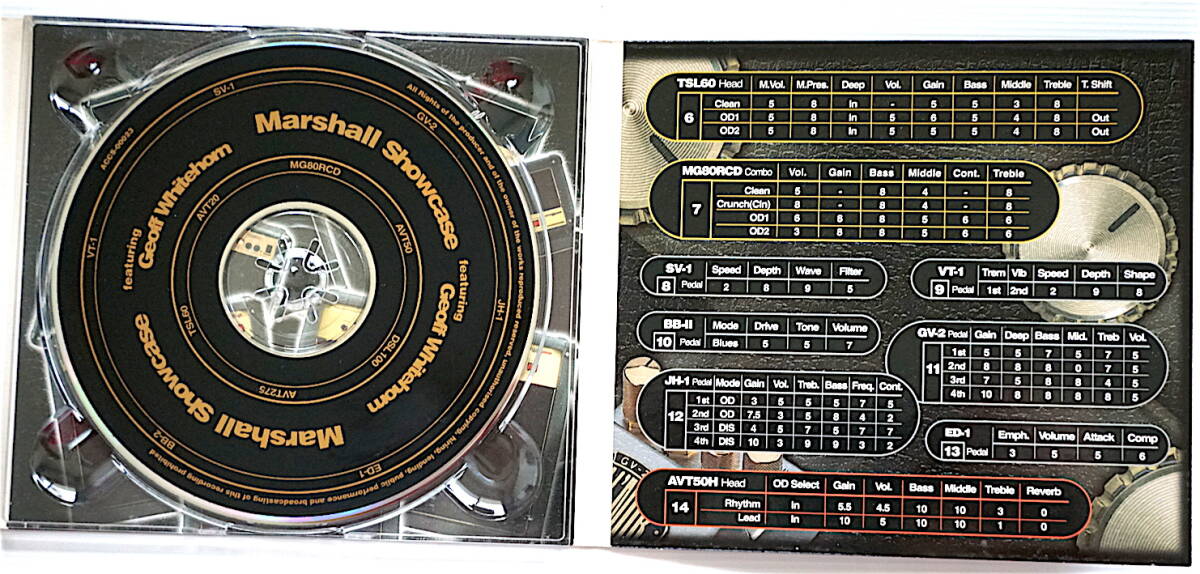 Marshall Showcase
featuring
Geoff Whitehorn
Marshall Showcase
featuring
Geoff Whitehorn
All Rights of the producer and of the owner of the works reproduced reserved, unauthorised copying, hiring, lending, public performance and broadcasting of this recording prohibited
ACCS-00033
SV-1
GV-2
JH-1
ED-1
BB-2
VT-1
MG80RCD
AVT50
DSL100
AVT275
TSL60
AVT20
TSL60 Head M.Vol. M.Pres. Deep Vol. Gain Bass Middle Treble T. Shift
6
Clean 5 8 In - 5 5 3 8
OD1 5 8 In 5 6 5 4 8 Out
OD2 5 8 In 5 5 5 4 8 Out
MG80RCD Combo Vol. Gain Bass Middle Cont. Treble
7
Clean 5 - 8 4 - 8
Crunch(Cln) 8 - 8 4 - 8
OD1 6 8 8 5 6 6
OD2 3 8 8 5 6 6
SV-1 Speed Depth Wave Filter
8 Pedal 2 8 9 5
VT-1 Trem Vib Speed Depth Shape
9 Pedal 1st 2nd 2 9 8
BB-II Mode Drive Tone Volume
10 Pedal Blues 5 5 7
GV-2 Pedal Gain Deep Bass Mid. Treb Vol.
11
1st 5 5 7 5 7 5
2nd 8 8 8 0 7 5
3rd 7 5 8 8 4 5
4th 10 8 8 8 5 5
JH-1 Pedal Mode Gain Vol. Treb. Bass Freq. Cont.
12
1st OD 3 5 5 5 7 5
2nd OD 7.5 3 5 8 4 2
3rd DIS 4 5 7 5 7 7
4th DIS 10 3 9 9 3 2
ED-1 Emph. Volume Attack Comp
13 Pedal 3 5 5 6
AVT50H Head OD Select Gain Vol. Bass Middle Treble Reverb
14
Rhythm In 5.5 4.5 10 10 3 0
Lead In 10 5 10 10 1 0